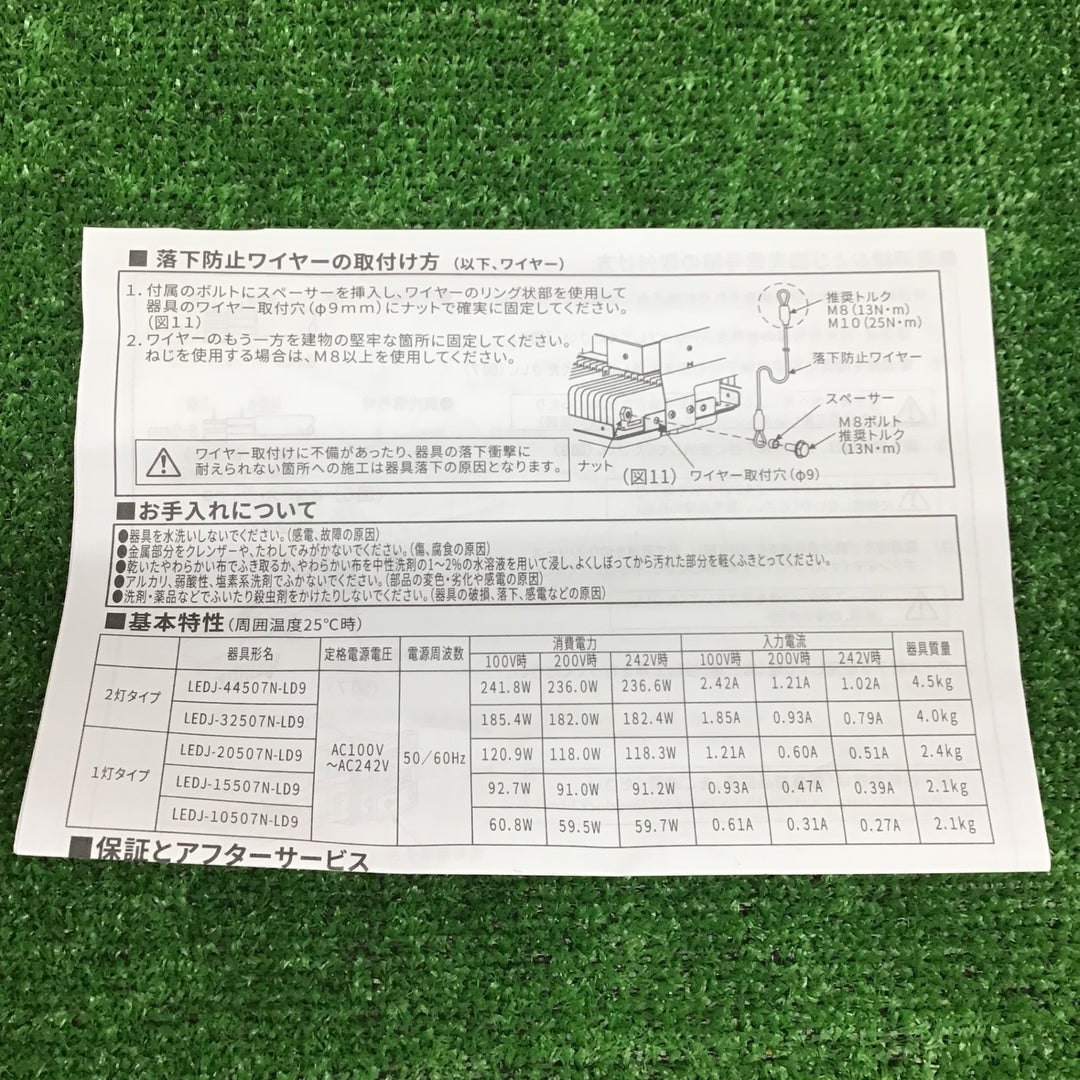 ■ 落下防止ワイヤーの取付け方 (以下、ワイヤー)
1. 付属のボルトにスペーサーを挿入し、ワイヤーのリング状部を使用して
器具のワイヤー取付穴(φ9mm)にナットで確実に固定してください。
(図11)
2. ワイヤーのもう一方を建物の堅牢な箇所に固定してください。
ねじを使用する場合は、M8以上を使用してください。
ワイヤー取付けに不備があったり、器具の落下衝撃に
耐えられない箇所への施工は器具落下の原因となります。
推奨トルク
M8(13N・m)
M10(25N・m)
落下防止ワイヤー
スペーサー
M8ボルト
推奨トルク
(13N・m)
ナット
(図11)
ワイヤー取付穴(φ9)
■お手入れについて
●器具を水洗いしないでください。(感電、故障の原因)
●金属部分をクレンザーや、たわしでみがかないでください。(傷、腐食の原因)
●乾いたやわらかい布でふき取るか、やわらかい布を中性洗剤の1~2%の水溶液を用いて浸し、よくしぼってから汚れた部分を軽くふきとってください。
●アルカリ、弱酸性、塩素系洗剤でふかないでください。(部品の変色・劣化や感電の原因)
●洗剤・薬品などでふいたり殺虫剤をかけたりしないでください。(器具の破損、落下、感電などの原因)
■基本特性(周囲温度25℃時)
器具形名 定格電源電圧 電源周波数 消費電力 入力電流 器具質量
100V時 200V時 242V時 100V時 200V時 242V時
2灯タイプ LEDJ-44507N-LD9 241.8W 236.0W 236.6W 2.42A 1.21A 1.02A 4.5kg
LEDJ-32507N-LD9 185.4W 182.0W 182.4W 1.85A 0.93A 0.79A 4.0kg
1灯タイプ LEDJ-20507N-LD9 AC100V ~AC242V 50/60Hz 120.9W 118.0W 118.3W 1.21A 0.60A 0.51A 2.4kg
LEDJ-15507N-LD9 92.7W 91.0W 91.2W 0.93A 0.47A 0.39A 2.1kg
LEDJ-10507N-LD9 60.8W 59.5W 59.7W 0.61A 0.31A 0.27A 2.1kg
■保証とアフターサービス